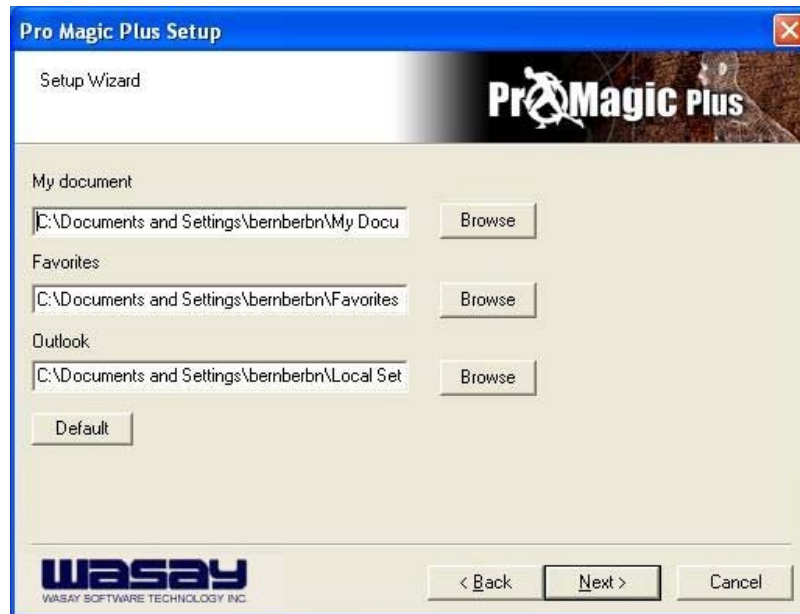 Pro Magic Plus Setup
Setup Wizard
Pro Magic Plus
My document
C:\Documents and Settings\bernberbn\My Docu
Browse
Favorites
C:\Documents and Settings\bernberbn\Favorites
Browse
Outlook
C:\Documents and Settings\bernberbn\Local Set
Browse
Default
wasay
WASAY SOFTWARE TECHNOLOGY INC.
< Back
Next >
Cancel